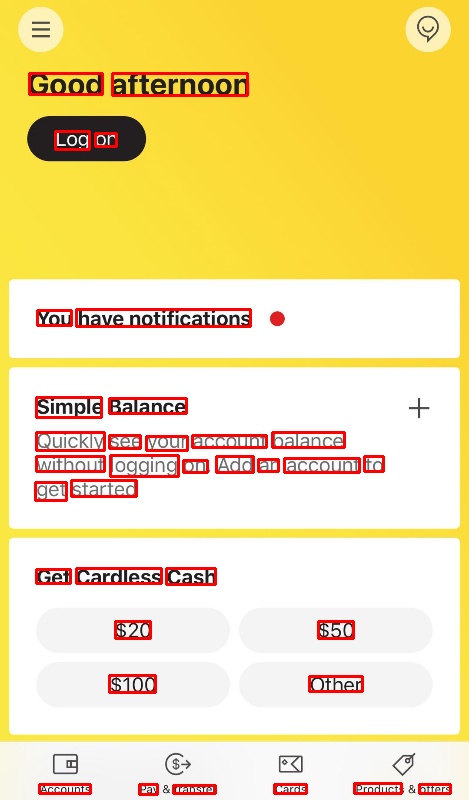 Good afternoon
Log on
You have notifications
Simple Balance
Quickly see your account balance
without logging on. Add an account to
get started
Get Cardless Cash
$20 $50
$100 Other
Accounts Pay & transfer Cards Products & offers